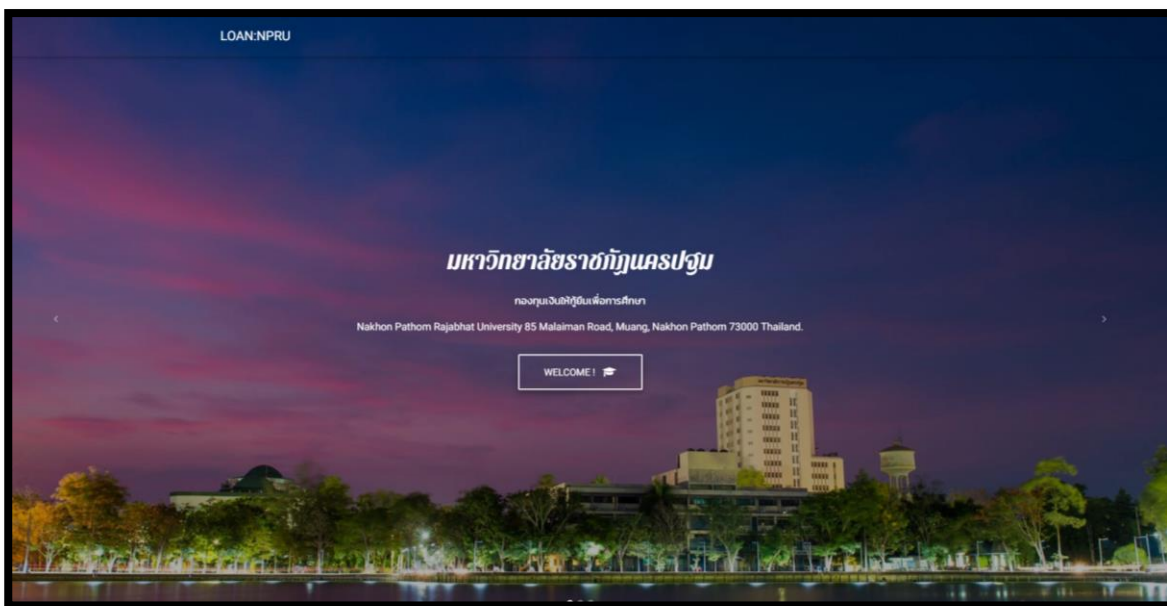 LOAN:NPRU
มหาวิทยาลัยราชภัฏนครปฐม
กองทุนเงินให้กู้ยืมเพื่อการศึกษา
Nakhon Pathom Rajabhat University 85 Malaiman Road, Muang, Nakhon Pathom 73000 Thailand.
WELCOME !